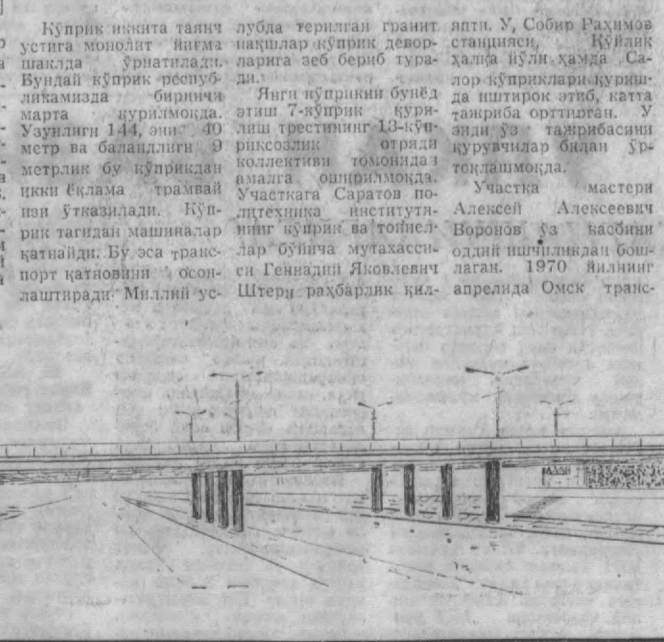 Кўприк иккита таянч
устига монолит йиғма
шаклда ўрнатилади.
Бундай кўприк респуб-
ликамизда биринчи
марта қурилмоқда.
Узунлиги 144, эни 40
метр ва баландлиги 9
метрлик бу кўприкдан
икки ёқлама трамвай
изи ўтказилади. Кўп-
рик тагидан машиналар
қатнайди. Бу эса транс-
порт қатновини осон-
лаштиради. Миллий ус-
лубда терилган гранит
нақшлар кўприк девор-
ларига зеб бериб тура-
ди.
Янги кўприкни бунёд
этиш 7-кўприк қури-
лиш трестининг 13-кўп-
риксозлик отряди
коллективи томонидан
амалга оширилмоқда.
Участкага Саратов по-
литехника институти-
нинг кўприк ва тоннел-
лар бўйича мутахасси-
си Геннадий Яковлевич
Штерн раҳбарлик қил-
япти. У, Собир Раҳимов
станцияси, Қўйлик
ҳалқа йўли ҳамда Са-
лор кўприклари қуриш-
да иштирок этиб, катта
тажриба орттирган. У
энди ўз тажрибасини
қурувчилар билан ўр-
тоқлашмоқда.
Участка мастери
Алексей Алексеевич
Воронов ўз касбини
оддий ишчиликдан бош-
лаган. 1970 йилнинг
апрелида Омск транс-